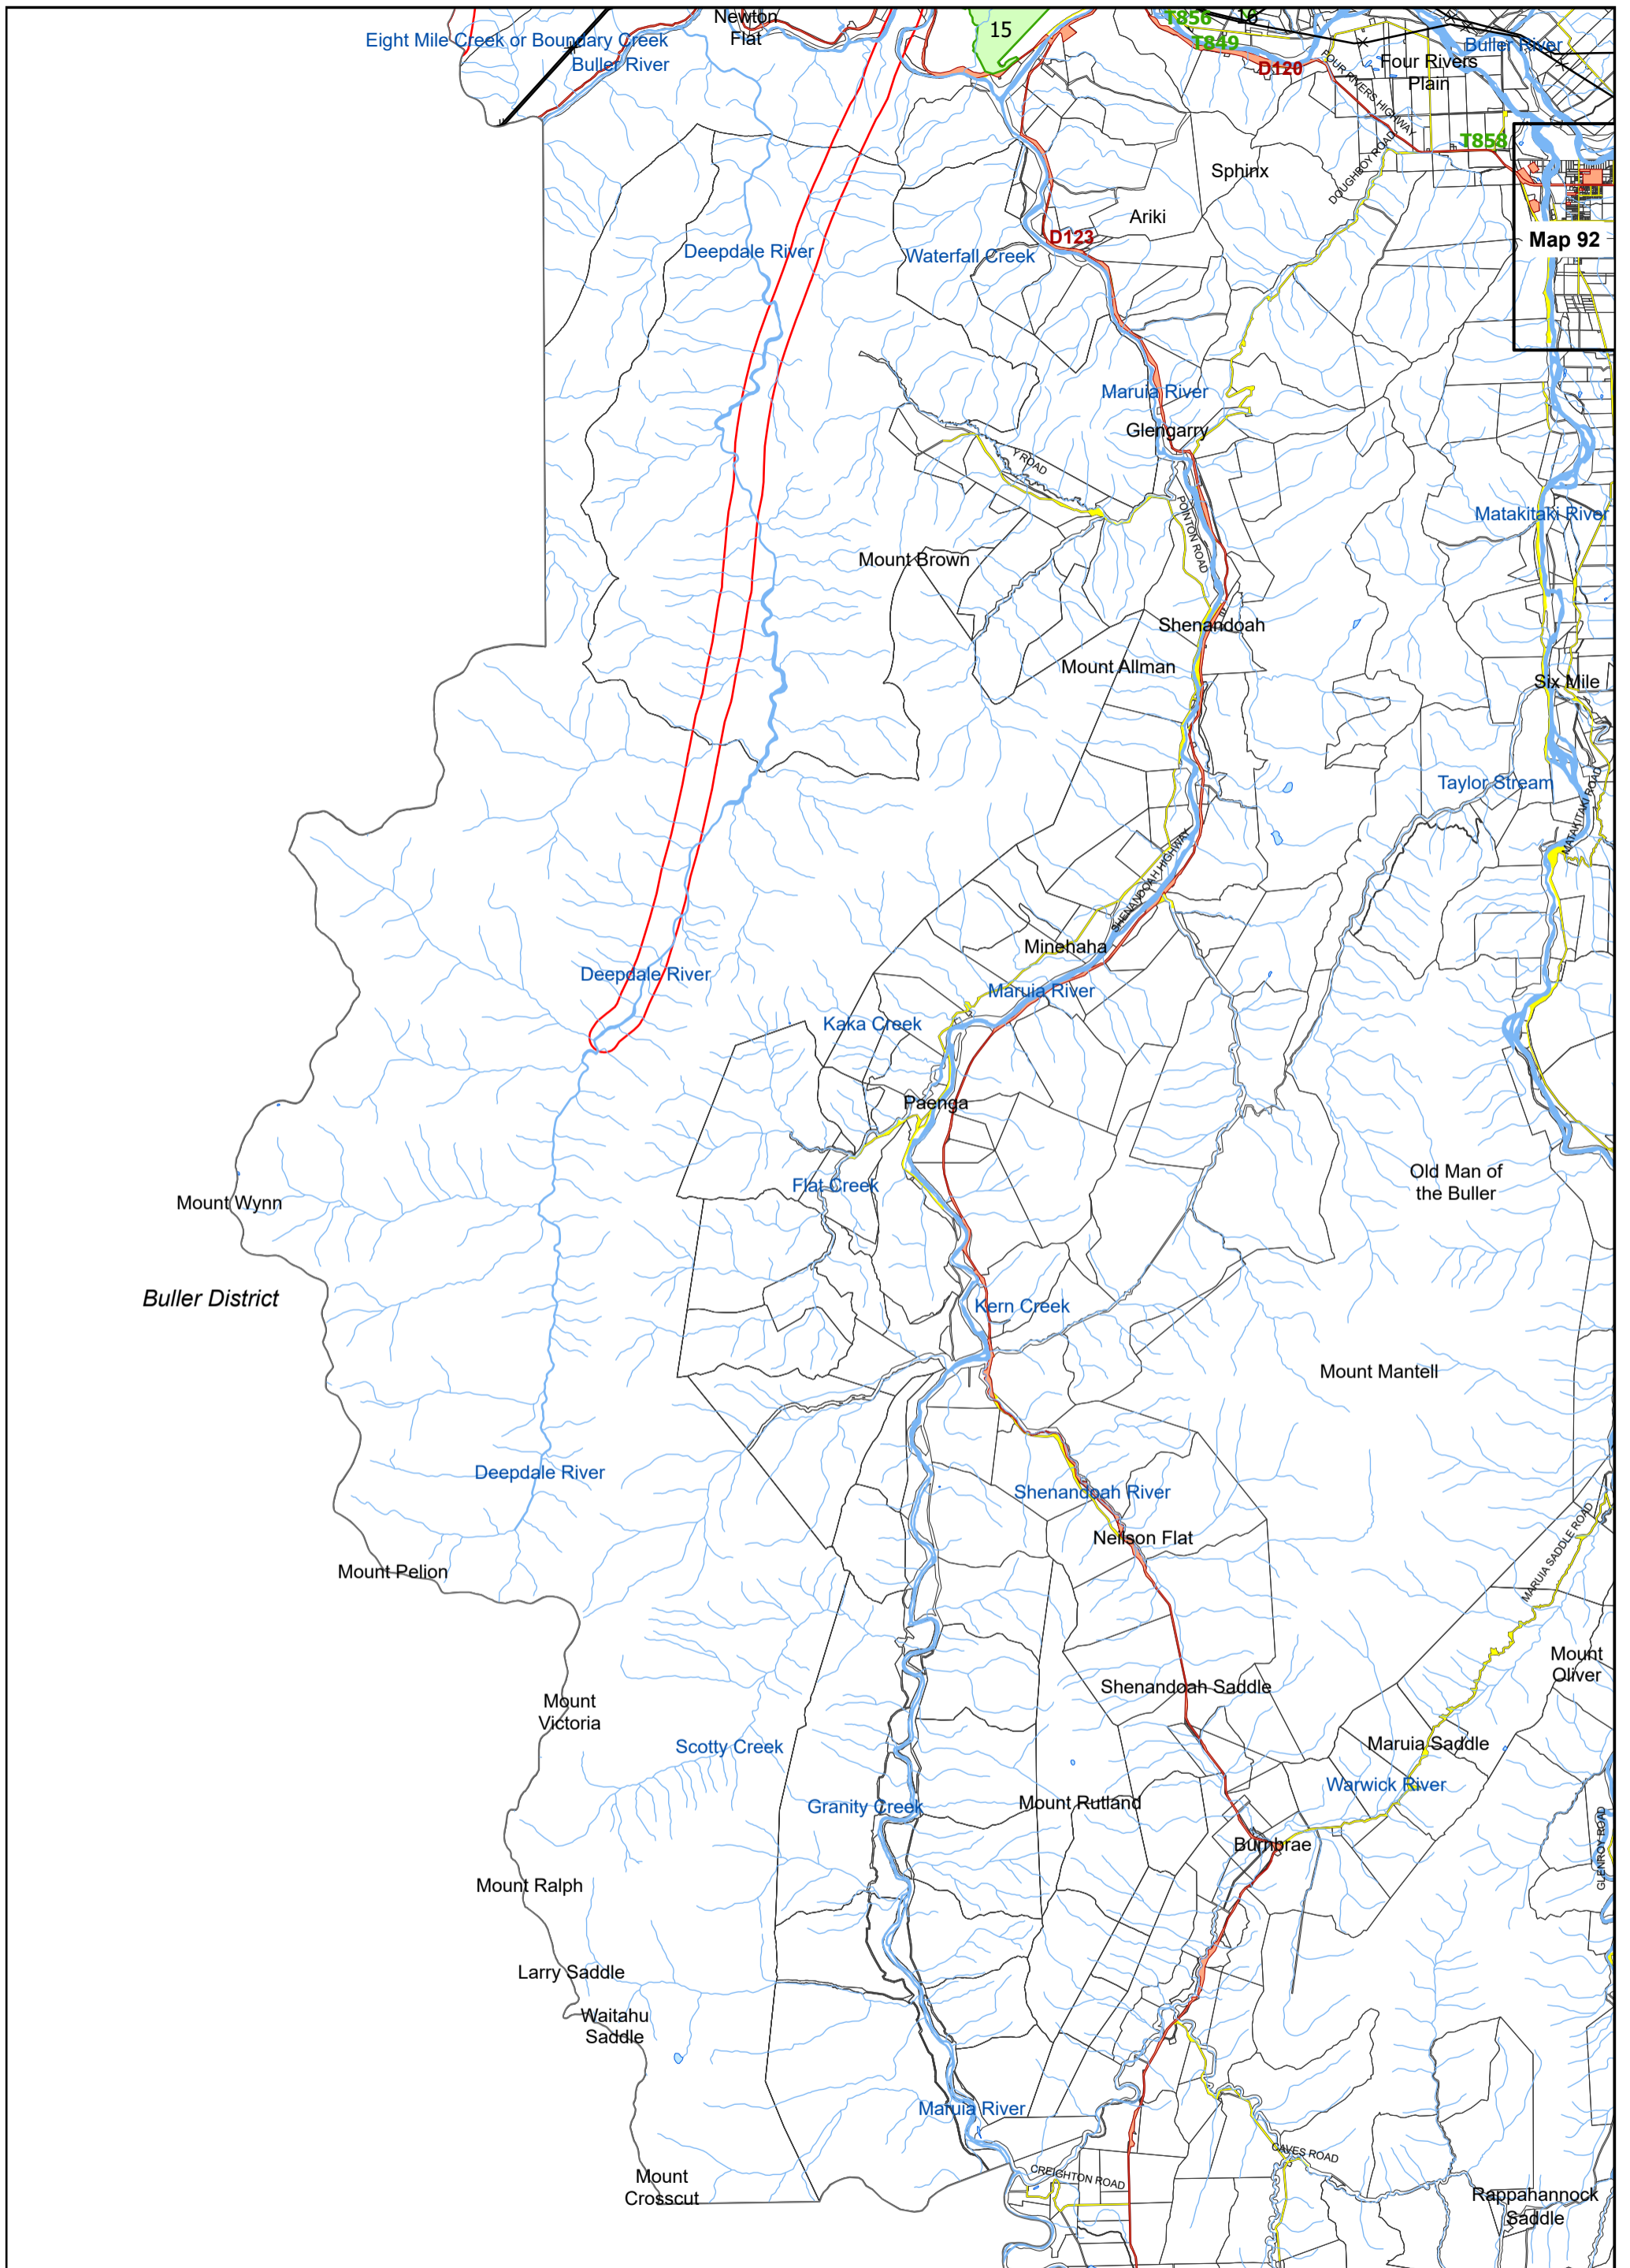 Newton
Flat
15
T856
16
Eight Mile Creek or Boundary Creek
Buller River
T849
Buller River
D120
Four Rivers
Plain
FOUR RIVERS HIGHWAY
T858
DOUGHBOY ROAD
Sphinx
Ariki
D123
Map 92
Deepdale River
Waterfall Creek
Maruia River
Glengarry
Y ROAD
POINTON ROAD
Matakitaki River
Mount Brown
Shenandoah
Mount Allman
Six Mile
Taylor Stream
MATAKITAKI ROAD
SHENANDOAH HIGHWAY
Minehaha
Deepdale River
Maruia River
Kaka Creek
Paenga
Flat Creek
Old Man of
the Buller
Mount Wynn
Buller District
Kern Creek
Mount Mantell
Deepdale River
Shenandoah River
Neilson Flat
MARUIA SADDLE ROAD
Mount Pelion
Mount
Oliver
Shenandoah Saddle
Mount
Victoria
Scotty Creek
Maruia Saddle
Warwick River
Granity Creek
Mount Rutland
Burnbrae
GLENROY ROAD
Mount Ralph
Larry Saddle
Waitahu
Saddle
Maruia River
CAVES ROAD
CREIGHTON ROAD
Mount
Crosscut
Rappahannock
Saddle